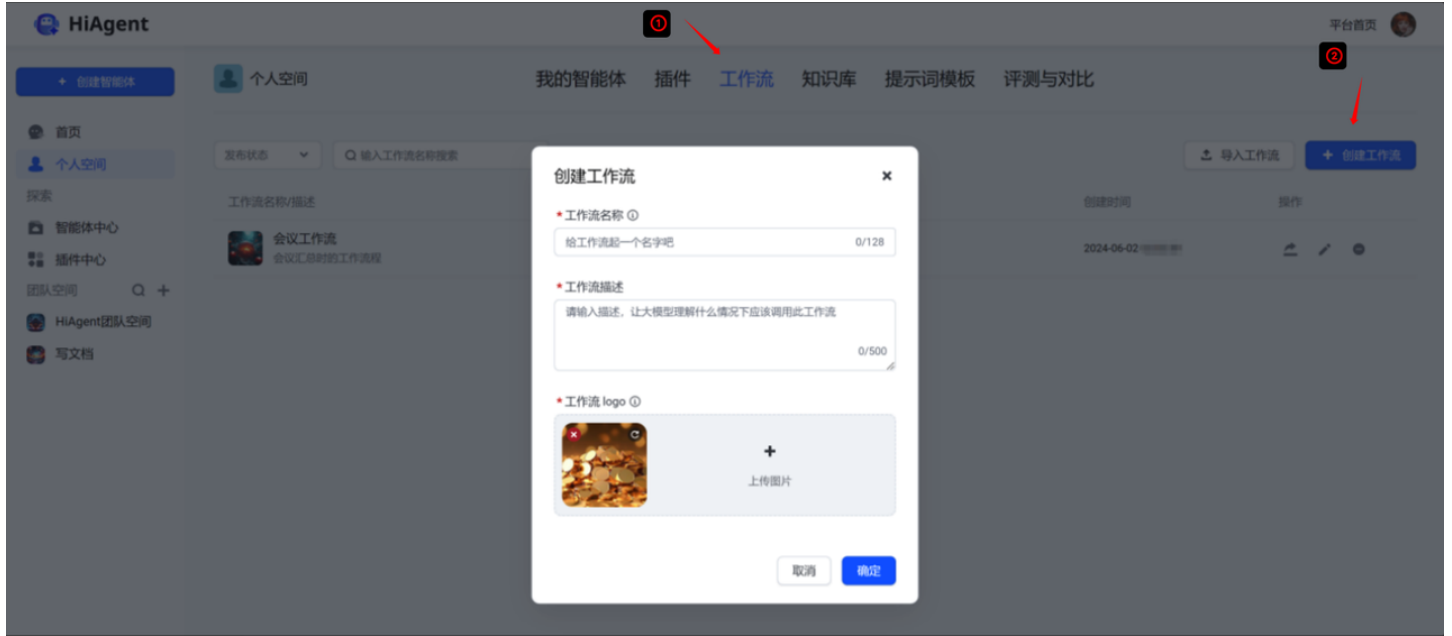 HiAgent
①
平台首页
②
+ 创建智能体
个人空间
我的智能体 插件 工作流 知识库 提示词模板 评测与对比
首页
个人空间
探索
智能体中心
插件中心
团队空间
HiAgent团队空间
写文档
发布状态
输入工作流名称搜索
导入工作流
+ 创建工作流
工作流名称/描述
创建时间
操作
会议工作流
会议汇总时的工作流程
2024-06-02
创建工作流
* 工作流名称
给工作流起一个名字吧
0/128
* 工作流描述
请输入描述，让大模型理解什么情况下应该调用此工作流
0/500
* 工作流 logo
+
上传图片
取消
确定